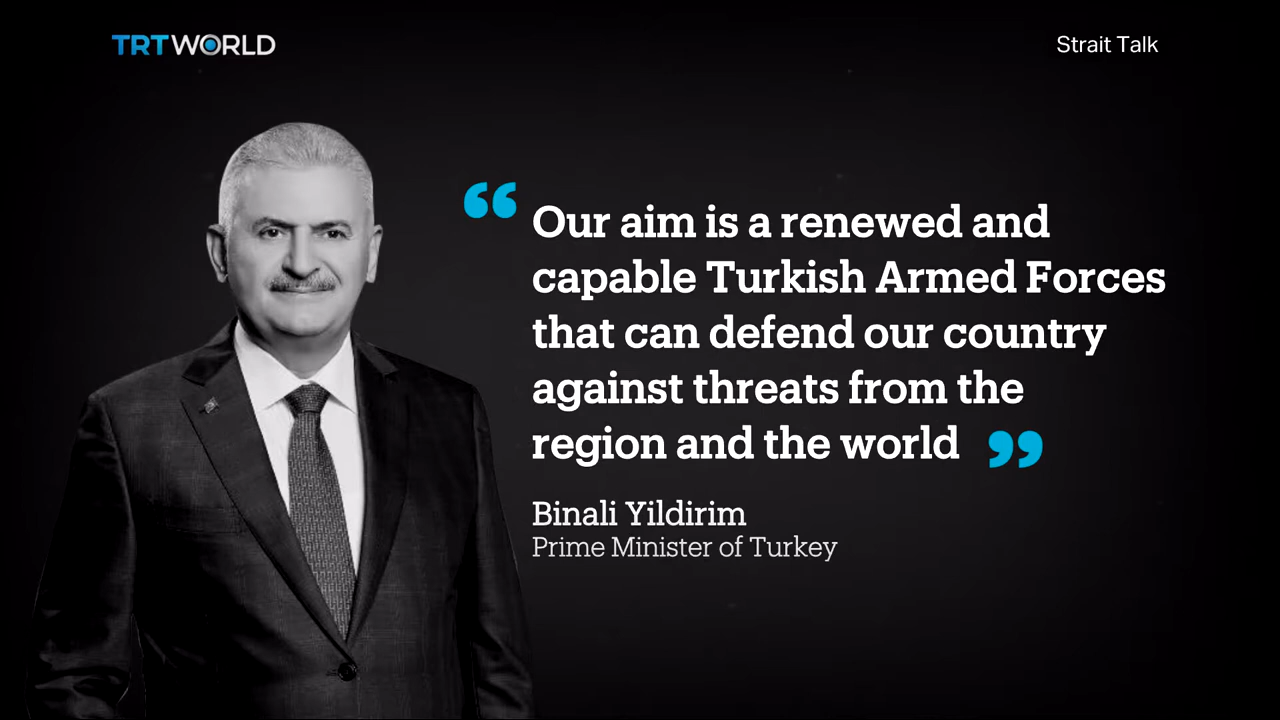 TRTWORLD
Strait Talk
“Our aim is a renewed and
capable Turkish Armed Forces
that can defend our country
against threats from the
region and the world”
Binali Yildirim
Prime Minister of Turkey